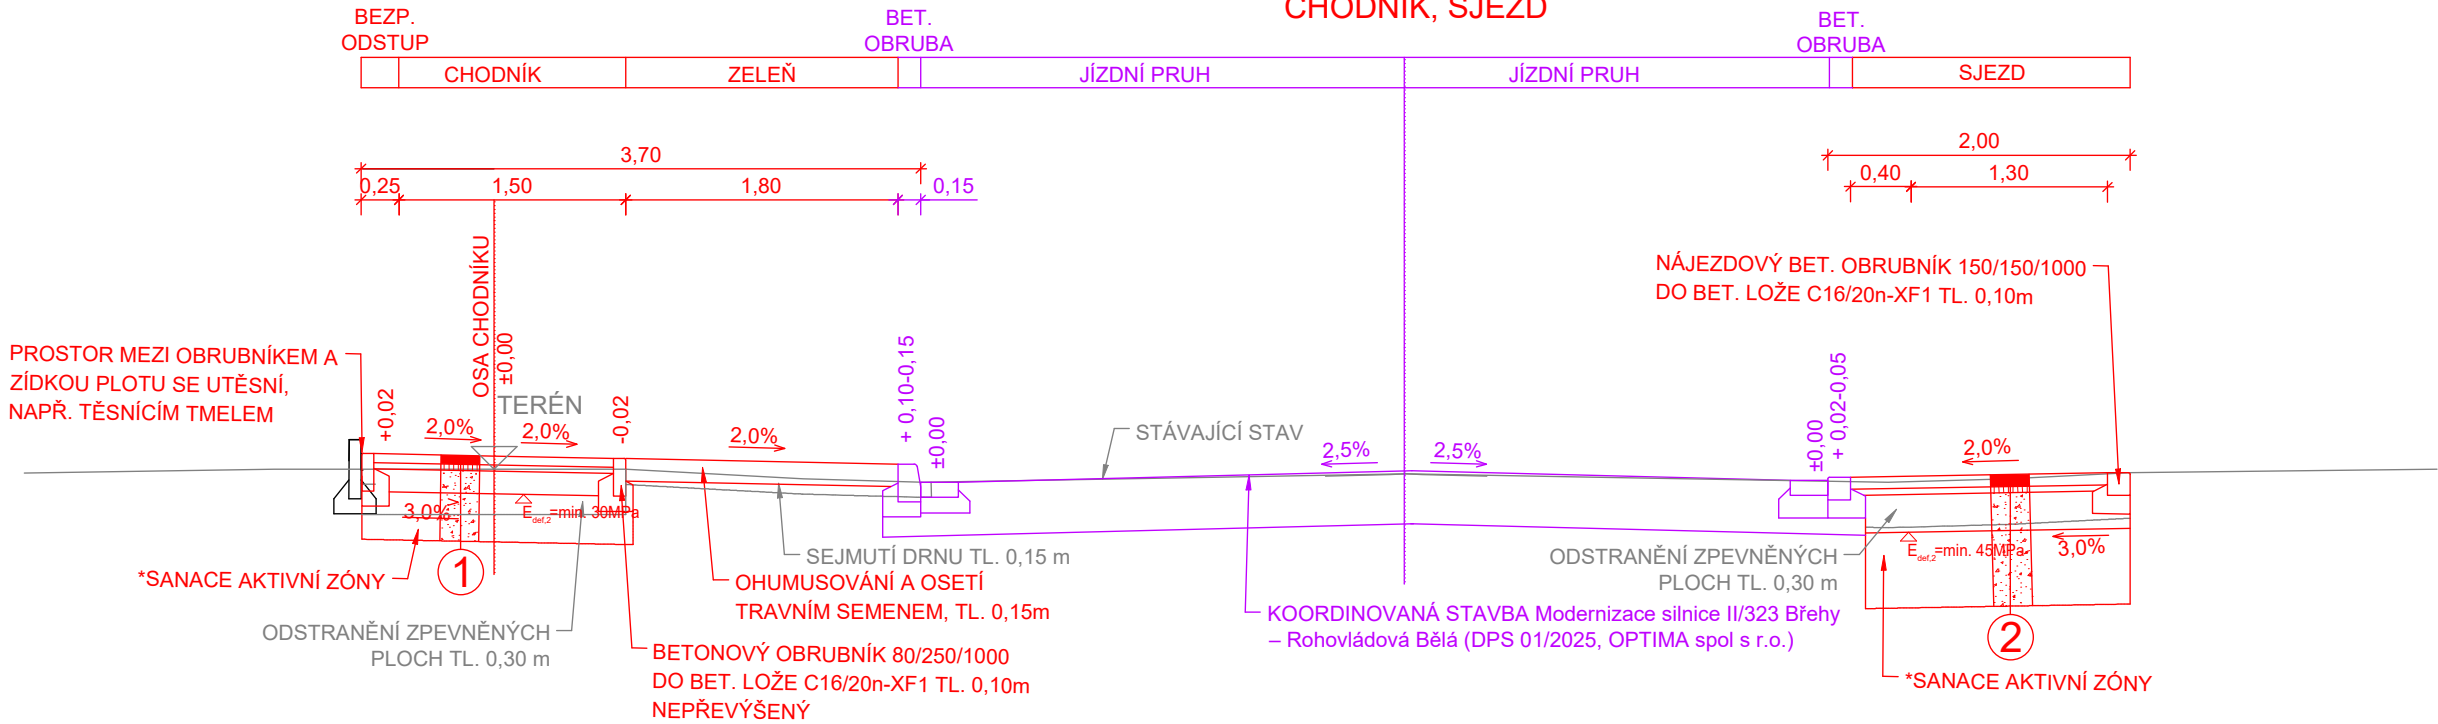 CHODNÍK, SJEZD
BEZP.
ODSTUP
BET.
OBRUBA
BET.
OBRUBA
CHODNÍK
ZELEŇ
JÍZDNÍ PRUH
JÍZDNÍ PRUH
SJEZD
3,70
2,00
0,25
1,50
1,80
0,15
0,40
1,30
OSA CHODNÍKU
±0,00
NÁJEZDOVÝ BET. OBRUBNÍK 150/150/1000
DO BET. LOŽE C16/20n-XF1 TL. 0,10m
PROSTOR MEZI OBRUBNÍKEM A
ZÍDKOU PLOTU SE UTĚSNÍ,
NAPŘ. TĚSNÍCÍM TMELEM
+0,02
-0,02
+ 0,10-0,15
±0,00
±0,00
+ 0,02-0,05
TERÉN
2,0%
2,0%
2,0%
STÁVAJÍCÍ STAV
2,5%
2,5%
2,0%
3,0%
Edef,2=min. 30MPa
Edef,2=min. 45MPa
3,0%
*SANACE AKTIVNÍ ZÓNY
1
SEJMUTÍ DRNU TL. 0,15 m
OHUMUSOVÁNÍ A OSETÍ
TRAVNÍM SEMENEM, TL. 0,15m
ODSTRANĚNÍ ZPEVNĚNÝCH
PLOCH TL. 0,30 m
ODSTRANĚNÍ ZPEVNĚNÝCH
PLOCH TL. 0,30 m
BETONOVÝ OBRUBNÍK 80/250/1000
DO BET. LOŽE C16/20n-XF1 TL. 0,10m
NEPŘEVÝŠENÝ
KOORDINOVANÁ STAVBA Modernizace silnice II/323 Břehy
– Rohovládová Bělá (DPS 01/2025, OPTIMA spol s r.o.)
2
*SANACE AKTIVNÍ ZÓNY